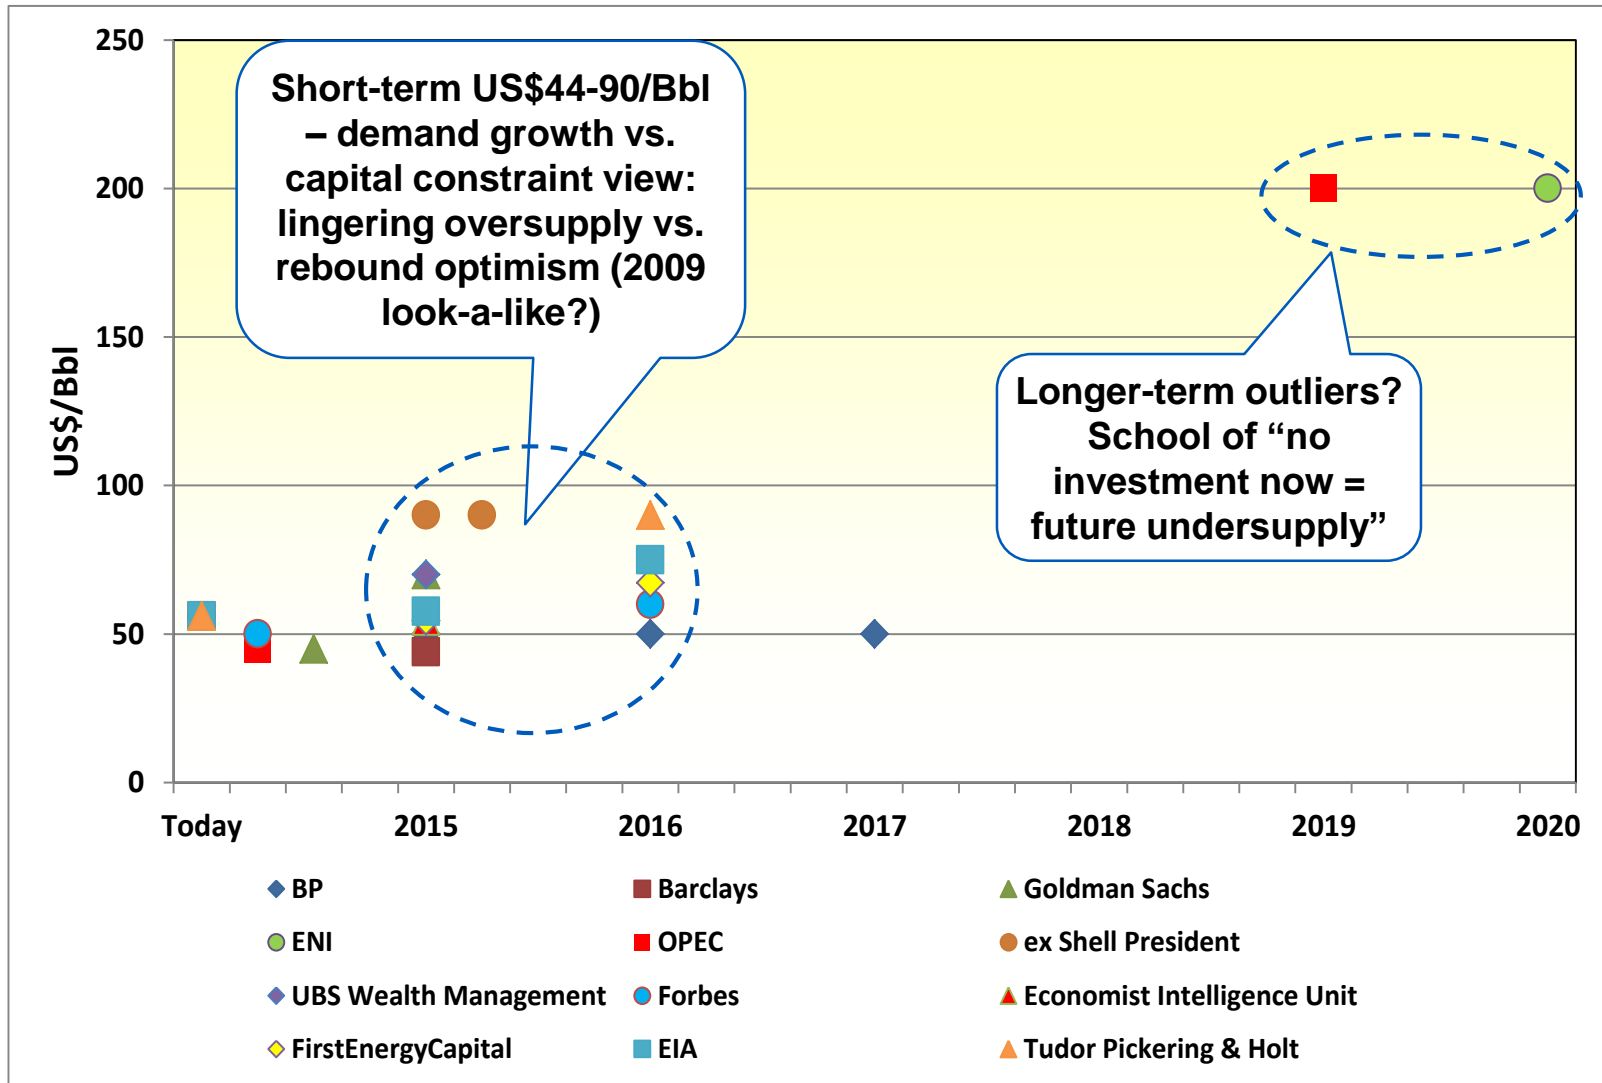 250
200
150
100
50
0
US$/Bbl
Short-term US$44-90/Bbl
– demand growth vs.
capital constraint view:
lingering oversupply vs.
rebound optimism (2009
look-a-like?)
Longer-term outliers?
School of “no
investment now =
future undersupply”
Today 2015 2016 2017 2018 2019 2020
BP Barclays Goldman Sachs
ENI OPEC ex Shell President
UBS Wealth Management Forbes Economist Intelligence Unit
FirstEnergyCapital EIA Tudor Pickering & Holt